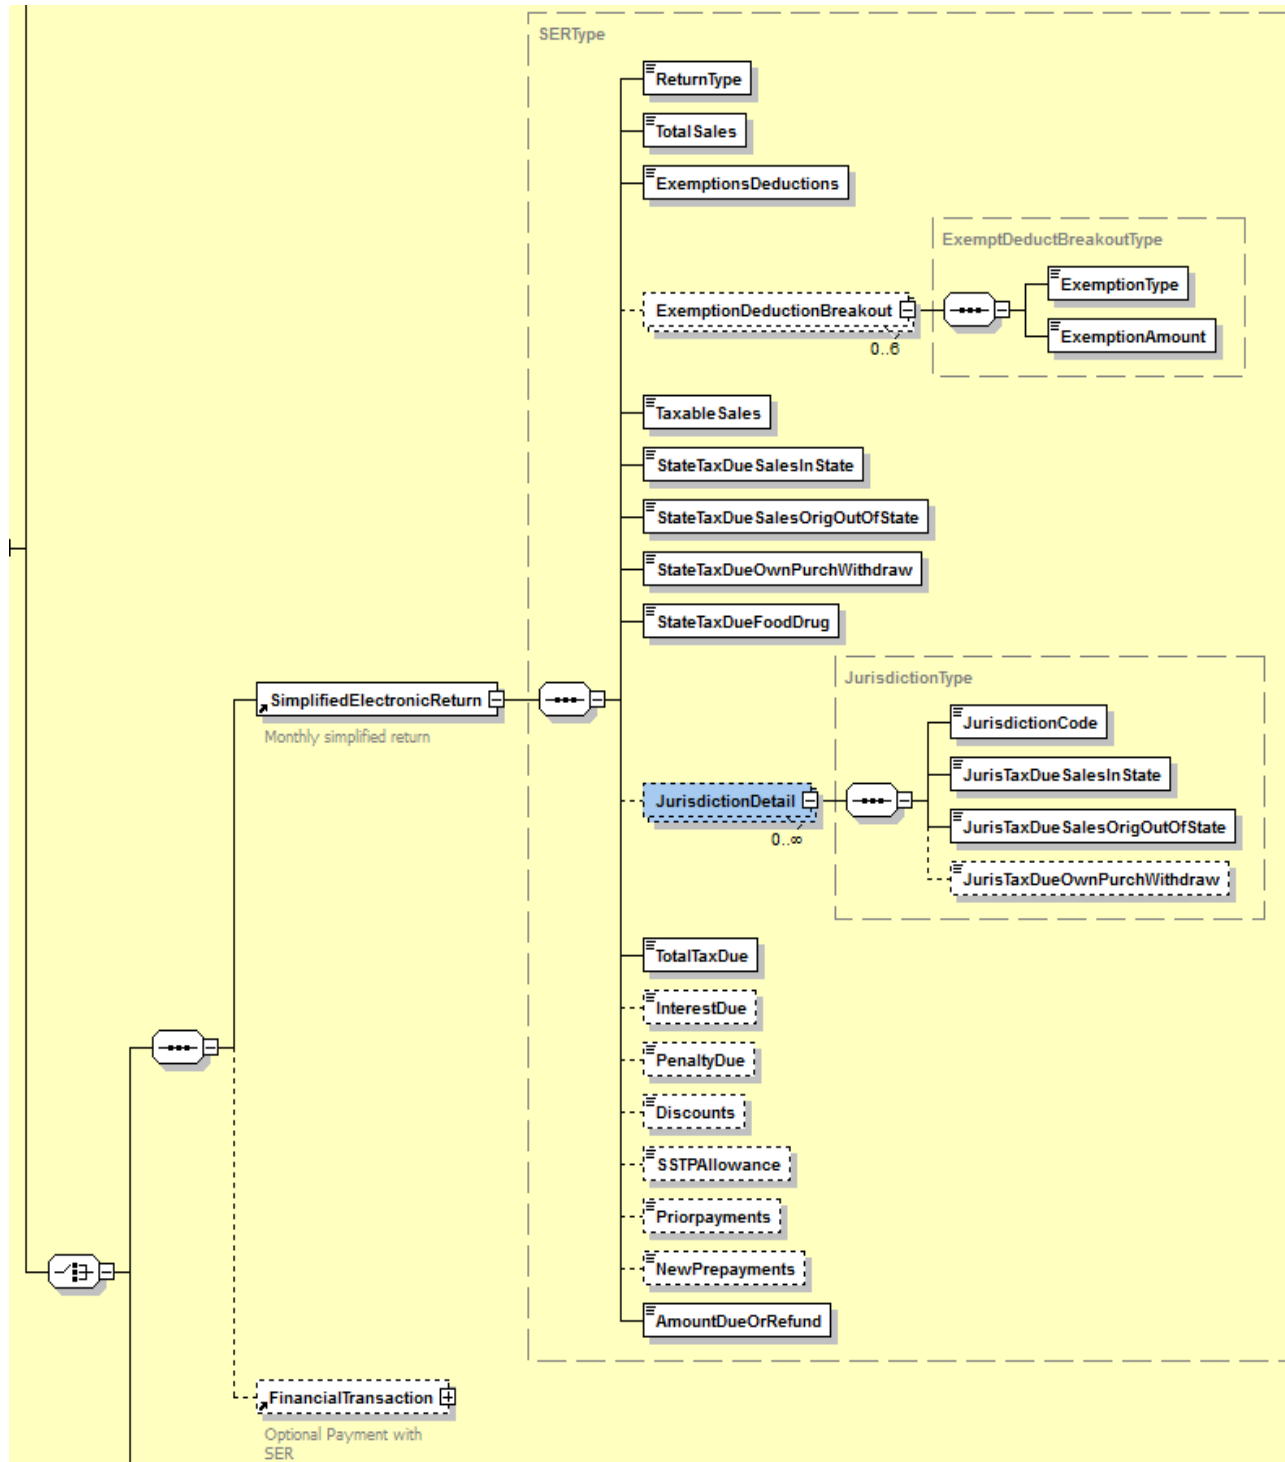 SERType
ReturnType
TotalSales
ExemptionsDeductions
ExemptDeductBreakoutType
ExemptionType
ExemptionDeductionBreakout
ExemptionAmount
0..6
TaxableSales
StateTaxDueSalesInState
StateTaxDueSalesOrigOutOfState
StateTaxDueOwnPurchWithdraw
StateTaxDueFoodDrug
JurisdictionType
SimplifiedElectronicReturn
Monthly simplified return
JurisdictionCode
JurisTaxDueSalesInState
JurisdictionDetail
0..∞
JurisTaxDueSalesOrigOutOfState
JurisTaxDueOwnPurchWithdraw
TotalTaxDue
InterestDue
PenaltyDue
Discounts
SSTPAllowance
Priorpayments
NewPrepayments
AmountDueOrRefund
FinancialTransaction
Optional Payment with
SER